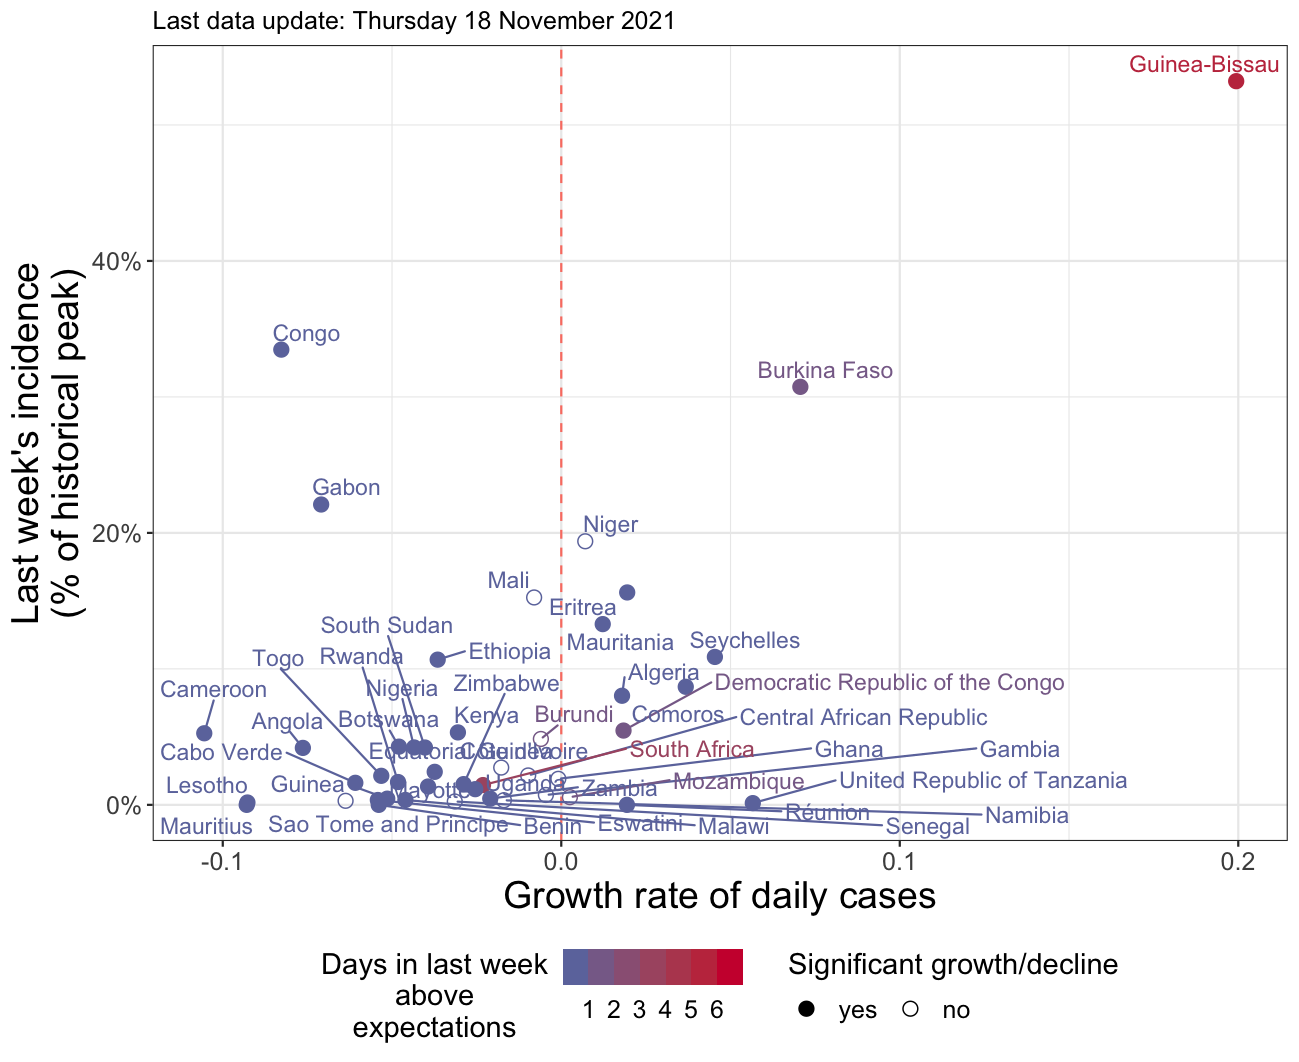 Last data update: Thursday 18 November 2021
Last week's incidence
(% of historical peak)
40%
20%
0%
Guinea-Bissau
Congo
Burkina Faso
Gabon
Niger
Mali
Eritrea
South Sudan
Mauritania
Seychelles
Togo
Rwanda
Ethiopia
Algeria
Cameroon
Nigeria
Zimbabwe
Democratic Republic of the Congo
Angola
Botswana
Kenya
Burundi
Comoros
Central African Republic
Cabo Verde
South Africa
Ghana
Gambia
Lesotho
Guinea
Uganda
Zambia
Mozambique
United Republic of Tanzania
Réunion
Namibia
Mauritius
Sao Tome and Principe
Benin
Eswatini
Malawi
Senegal
-0.1
0.0
0.1
0.2
Growth rate of daily cases
Days in last week
above
expectations
1 2 3 4 5 6
Significant growth/decline
yes
no